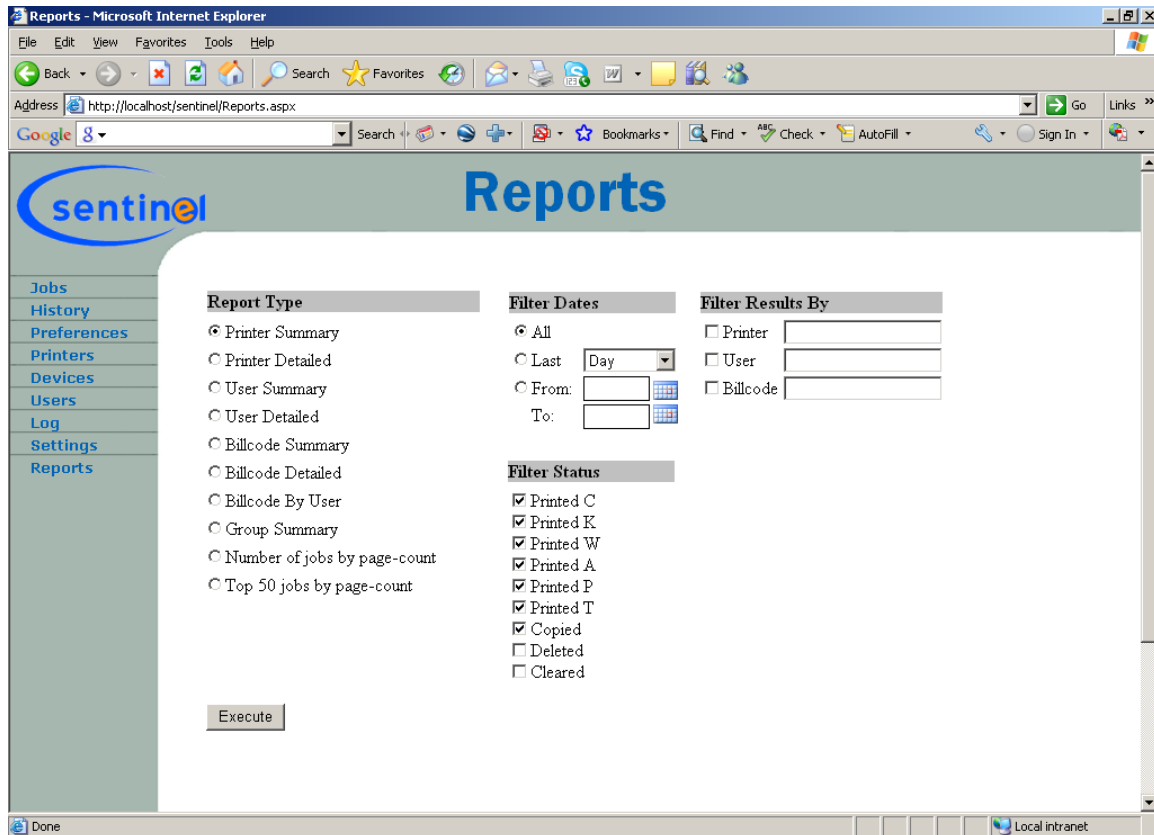 Reports - Microsoft Internet Explorer
File Edit View Favorites Tools Help
Back Search Favorites
Address http://localhost/sentinel/Reports.aspx Go Links »
Google Search Bookmarks Find Check AutoFill Sign In
sentinel
Reports
Jobs
History
Preferences
Printers
Devices
Users
Log
Settings
Reports
Report Type
Printer Summary
Printer Detailed
User Summary
User Detailed
Billcode Summary
Billcode Detailed
Billcode By User
Group Summary
Number of jobs by page-count
Top 50 jobs by page-count
Filter Dates
All
Last Day
From:
To:
Filter Results By
Printer
User
Billcode
Filter Status
Printed C
Printed K
Printed W
Printed A
Printed P
Printed T
Copied
Deleted
Cleared
Execute
Done Local intranet